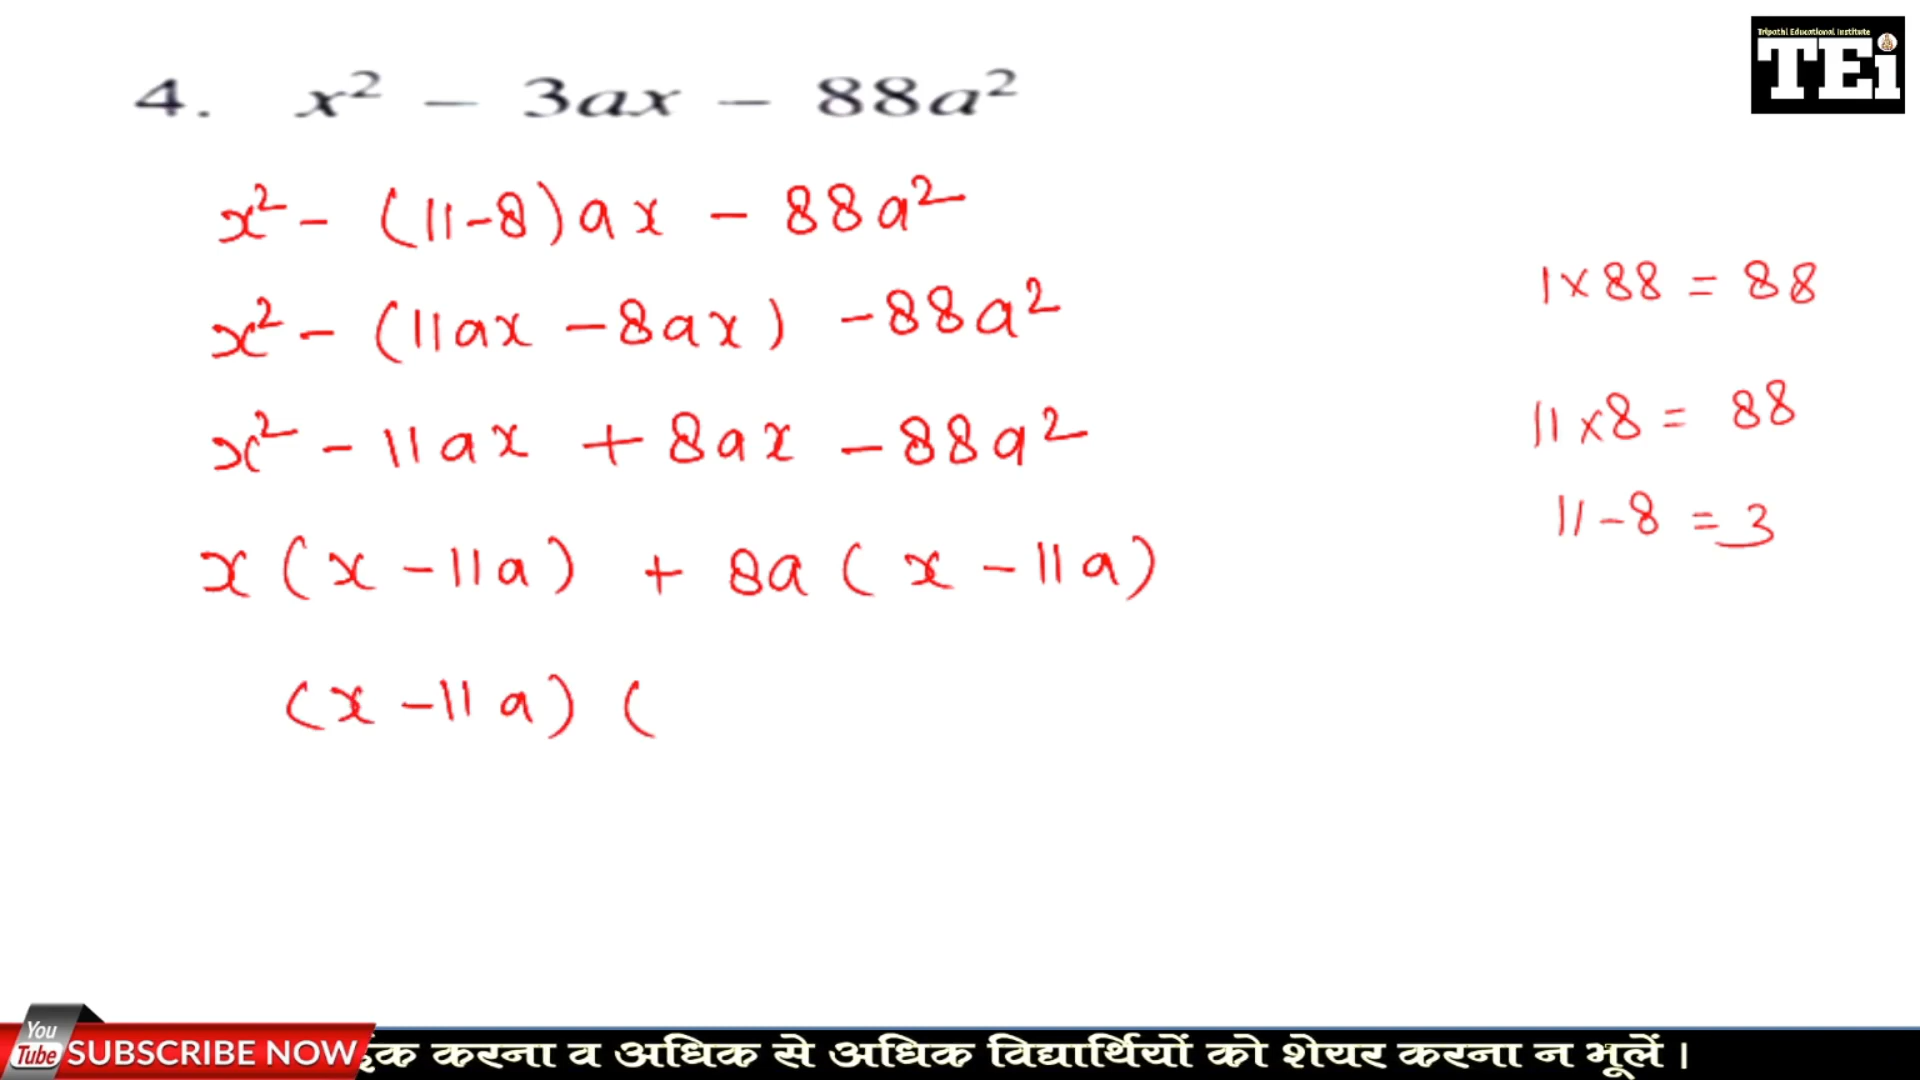 Tripathi Educational Institute
TEi
4. x² − 3ax − 88a²
x² − (11−8)ax − 88a²
x² − (11ax − 8ax) − 88a²
x² − 11ax + 8ax − 88a²
x(x − 11a) + 8a(x − 11a)
(x − 11a)(
1×88 = 88
11×8 = 88
11−8 = 3
You Tube SUBSCRIBE NOW
करना व अधिक से अधिक विद्यार्थियों को शेयर करना न भूलें।